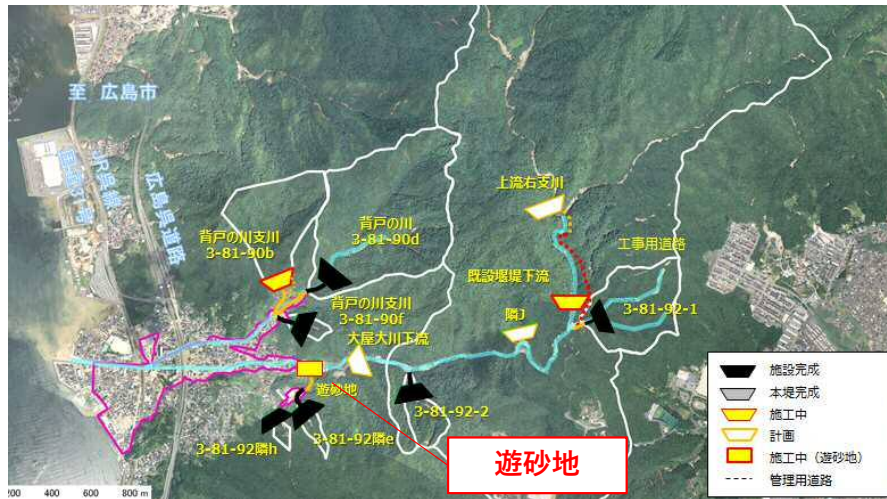 至 広島市
JR呉線
国道31号
広島呉道路
上流右支川
背戸の川
3-81-90d
背戸の川支川
3-81-90b
工事用道路
既設堰堤下流
3-81-92-1
背戸の川支川
3-81-90f
隣J
大屋大川下流
遊砂地
3-81-92-2
3-81-92隣h
3-81-92隣e
遊砂地
施設完成
本堤完成
施工中
計画
施工中（遊砂地）
管理用道路
200 400 600 800 m